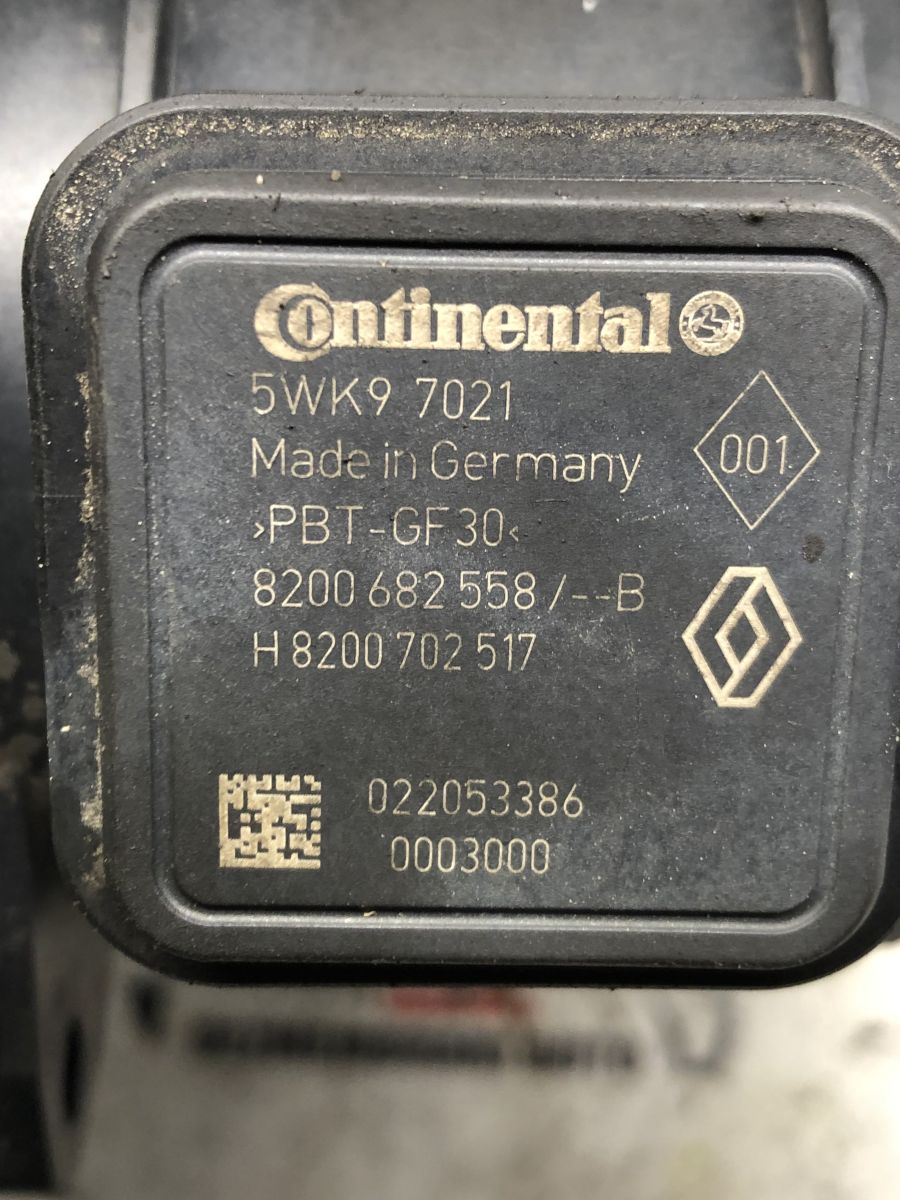 Continental
5WK9 7021
Made in Germany
001
>PBT-GF30<
8200 682 558 /--B
H 8200 702 517
022053386
0003000